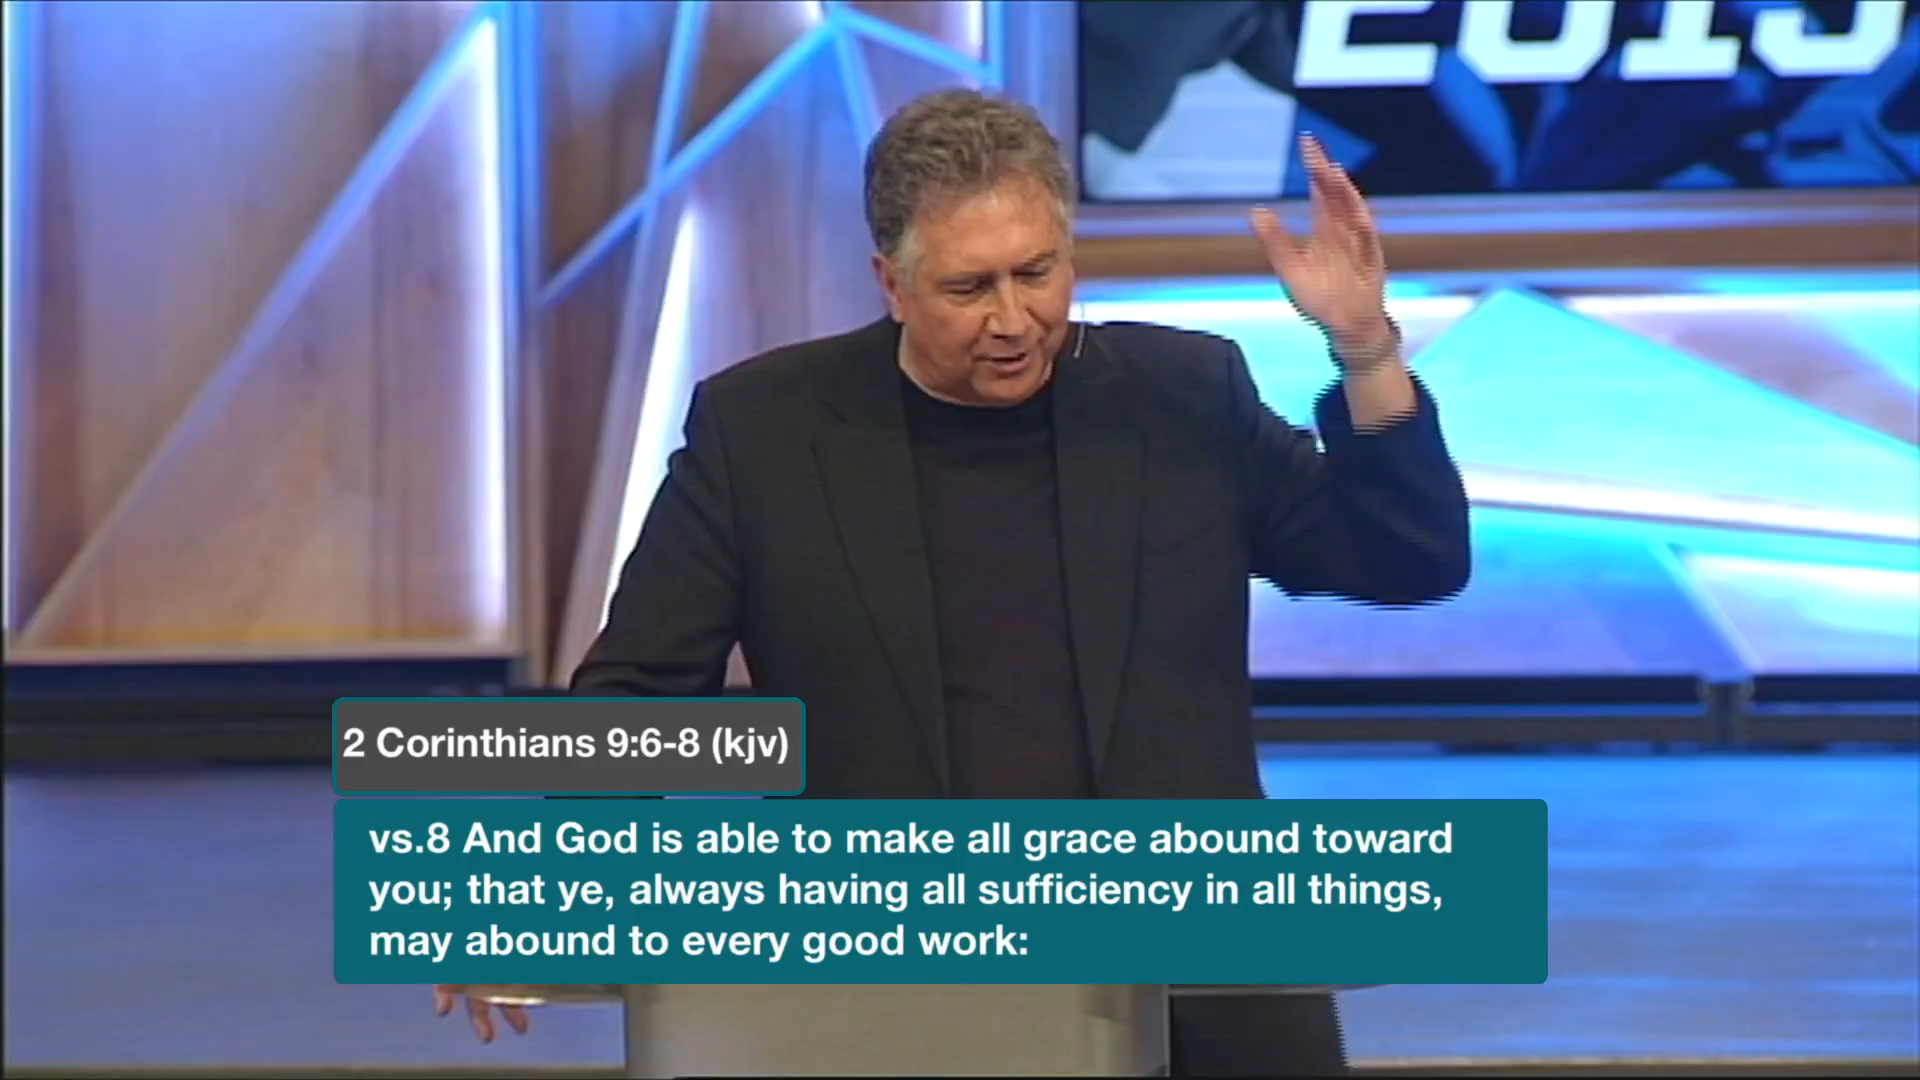 2015
2 Corinthians 9:6-8 (kjv)
vs.8 And God is able to make all grace abound toward
you; that ye, always having all sufficiency in all things,
may abound to every good work: